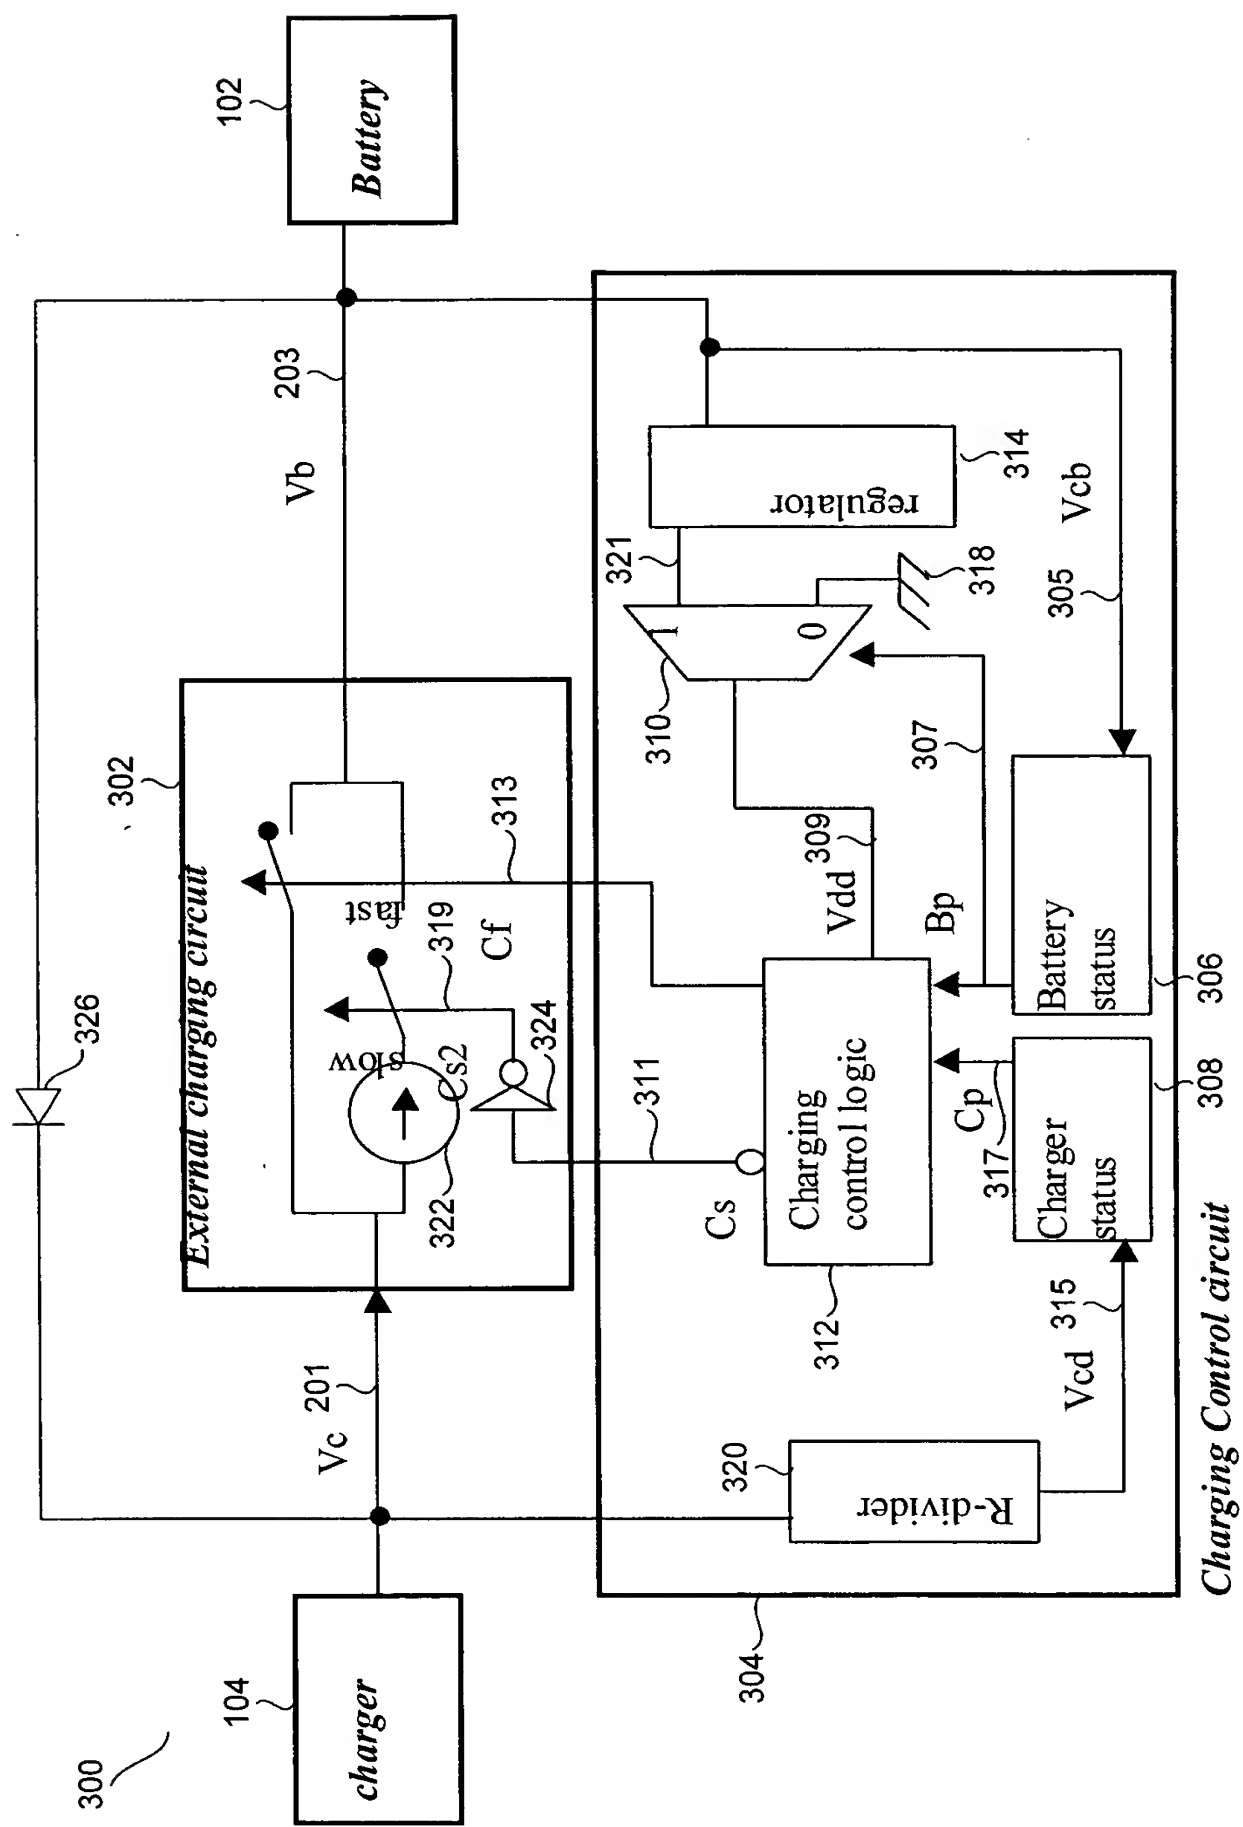 300
104
charger
Vc
201
326
302
External charging circuit
322
slow
Cs2
324
fast
319
Cf
313
Vb
203
102
Battery
304
320
R-divider
Vcd
315
Cs
311
312
Charging
control logic
Vdd
309
310
1
0
321
regulator
314
318
307
Bp
Cp
317
Charger
status
308
Battery
status
306
305
Vcb
Charging Control circuit